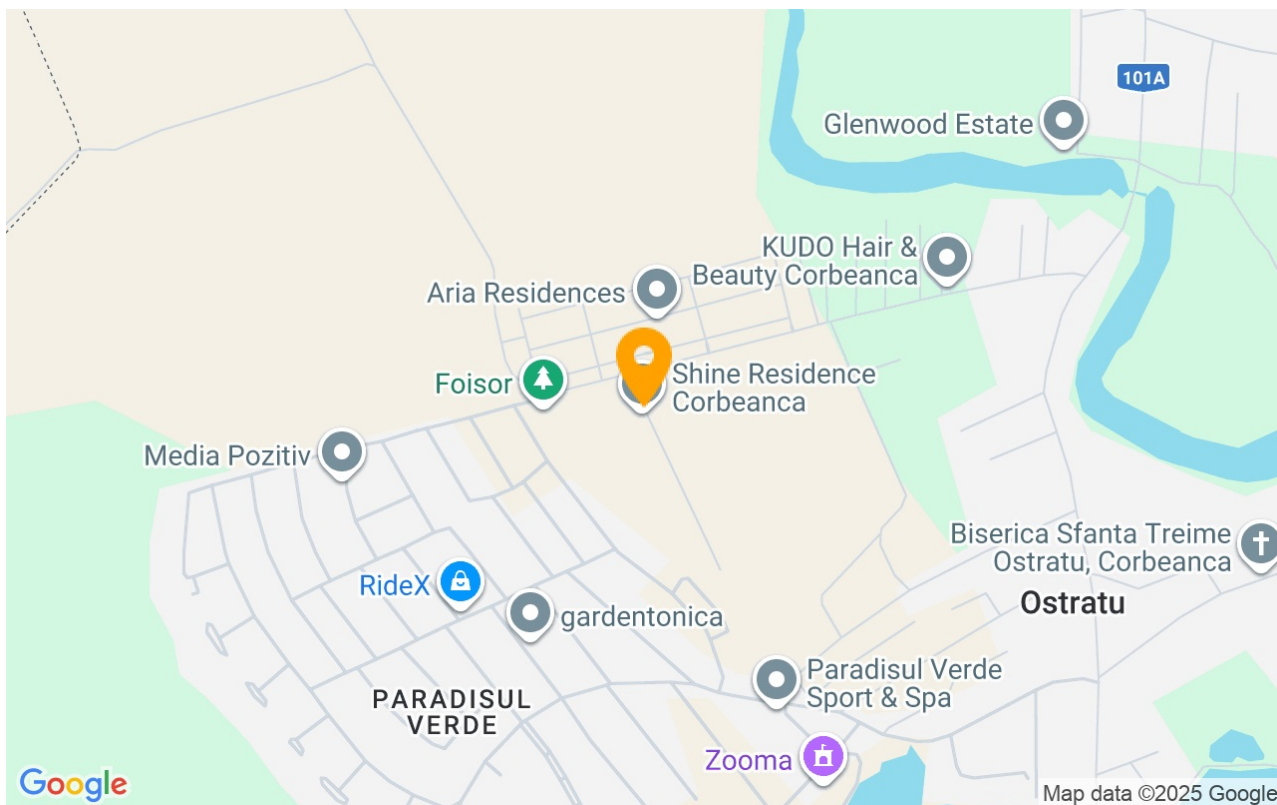 101A
Glenwood Estate
KUDO Hair &
Beauty Corbeanca
Aria Residences
Foisor
Shine Residence
Corbeanca
Media Pozitiv
Biserica Sfanta Treime
Ostratu, Corbeanca
RideX
Ostratu
gardentonica
Paradisul Verde
Sport & Spa
PARADISUL
VERDE
Zooma
Google
Map data ©2025 Google